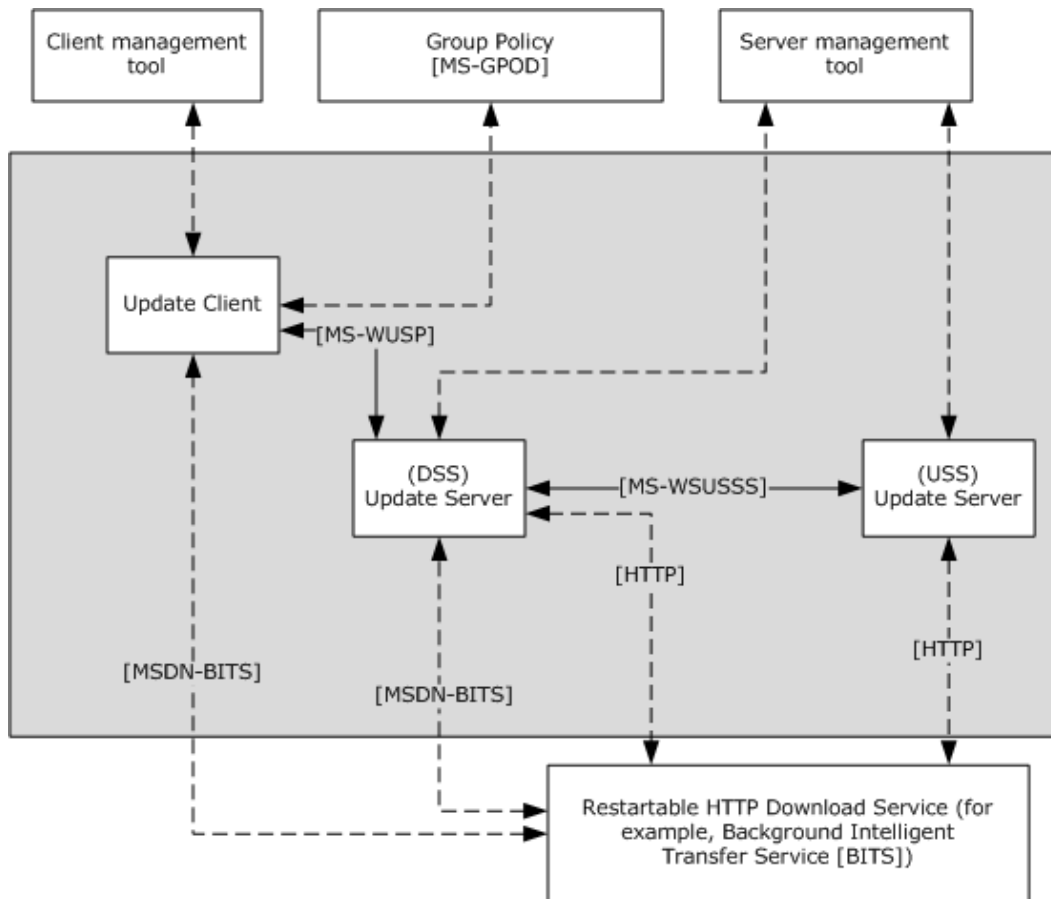 Client management
tool
Group Policy
[MS-GPOD]
Server management
tool
Update Client
[MS-WUSP]
(DSS)
Update Server
[MS-WSUSSS]
(USS)
Update Server
[HTTP]
[HTTP]
[MSDN-BITS]
[MSDN-BITS]
Restartable HTTP Download Service (for
example, Background Intelligent
Transfer Service [BITS])